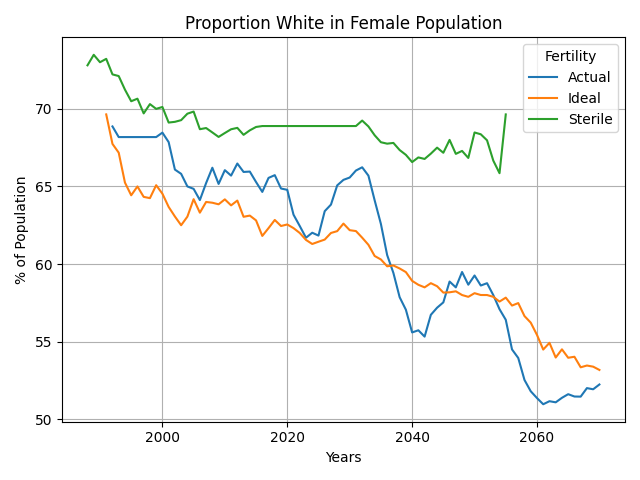 Proportion White in Female Population
Fertility
Actual
Ideal
Sterile
% of Population
70
65
60
55
50
2000
2020
2040
2060
Years